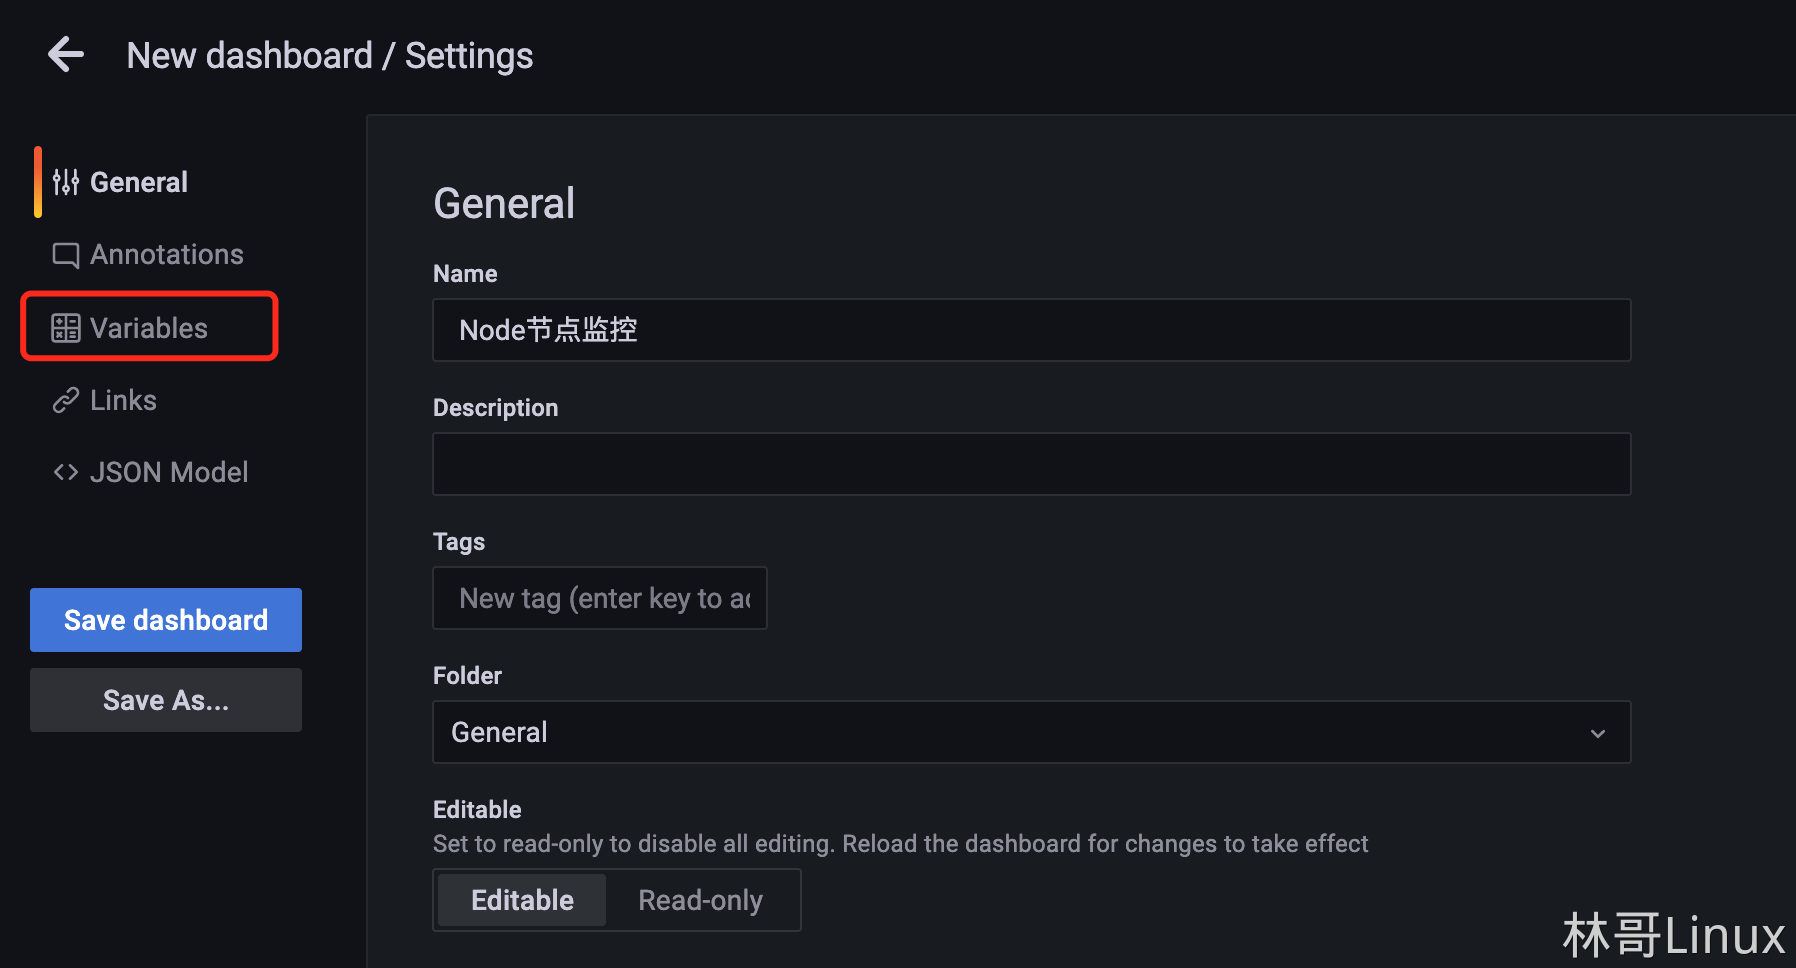 New dashboard / Settings
General
Annotations
Variables
Links
JSON Model
Save dashboard
Save As...
General
Name
Node节点监控
Description
Tags
New tag (enter key to ad
Folder
General
Editable
Set to read-only to disable all editing. Reload the dashboard for changes to take effect
Editable
Read-only
林哥Linux